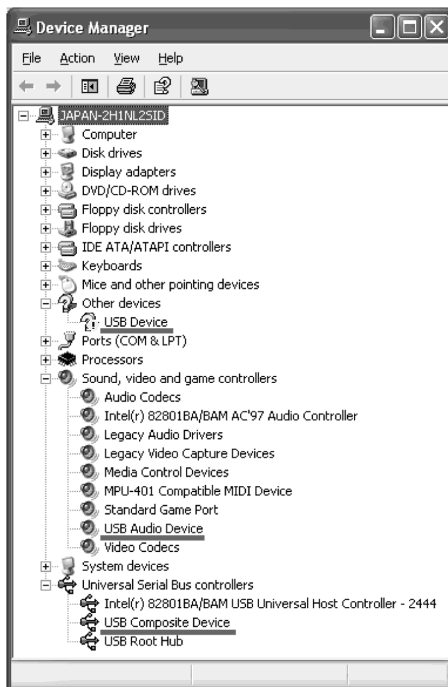 Device Manager
File Action View Help
JAPAN-2H1NL2SID
Computer
Disk drives
Display adapters
DVD/CD-ROM drives
Floppy disk controllers
Floppy disk drives
IDE ATA/ATAPI controllers
Keyboards
Mice and other pointing devices
Other devices
USB Device
Ports (COM & LPT)
Processors
Sound, video and game controllers
Audio Codecs
Intel(r) 82801BA/BAM AC'97 Audio Controller
Legacy Audio Drivers
Legacy Video Capture Devices
Media Control Devices
MPU-401 Compatible MIDI Device
Standard Game Port
USB Audio Device
Video Codecs
System devices
Universal Serial Bus controllers
Intel(r) 82801BA/BAM USB Universal Host Controller - 2444
USB Composite Device
USB Root Hub